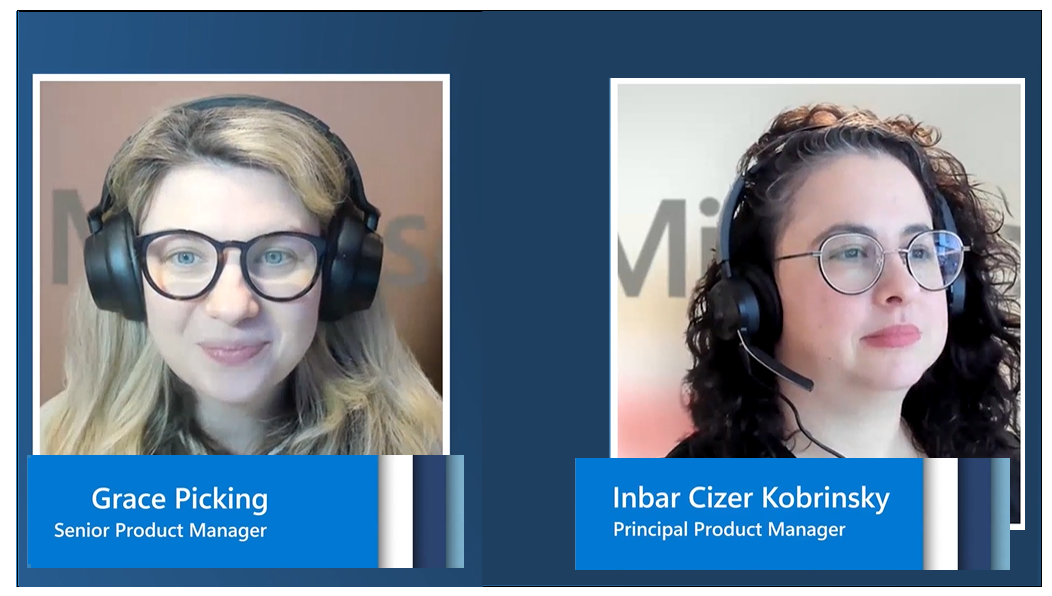 Grace Picking
Senior Product Manager
Inbar Cizer Kobrinsky
Principal Product Manager